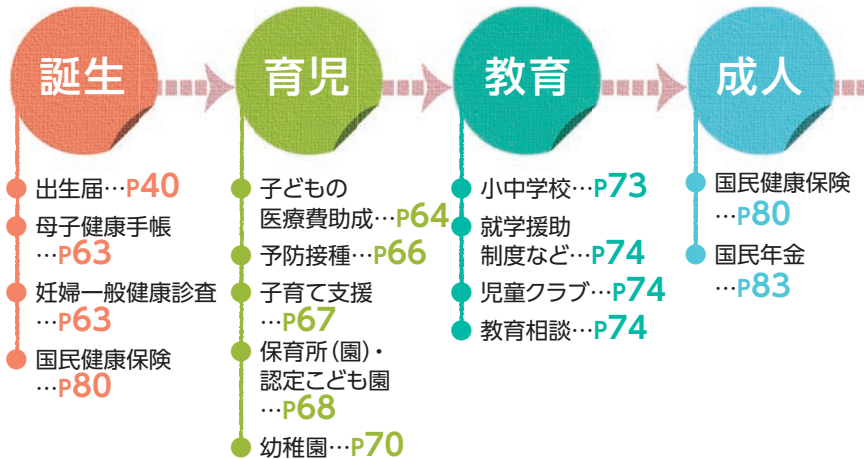 誕生
出生届…P40
母子健康手帳
…P63
妊婦一般健康診査
…P63
国民健康保険
…P80
育児
子どもの
医療費助成…P64
予防接種…P66
子育て支援
…P67
保育所(園)・
認定こども園
…P68
幼稚園…P70
教育
小中学校…P73
就学援助
制度など…P74
児童クラブ…P74
教育相談…P74
成人
国民健康保険
…P80
国民年金
…P83